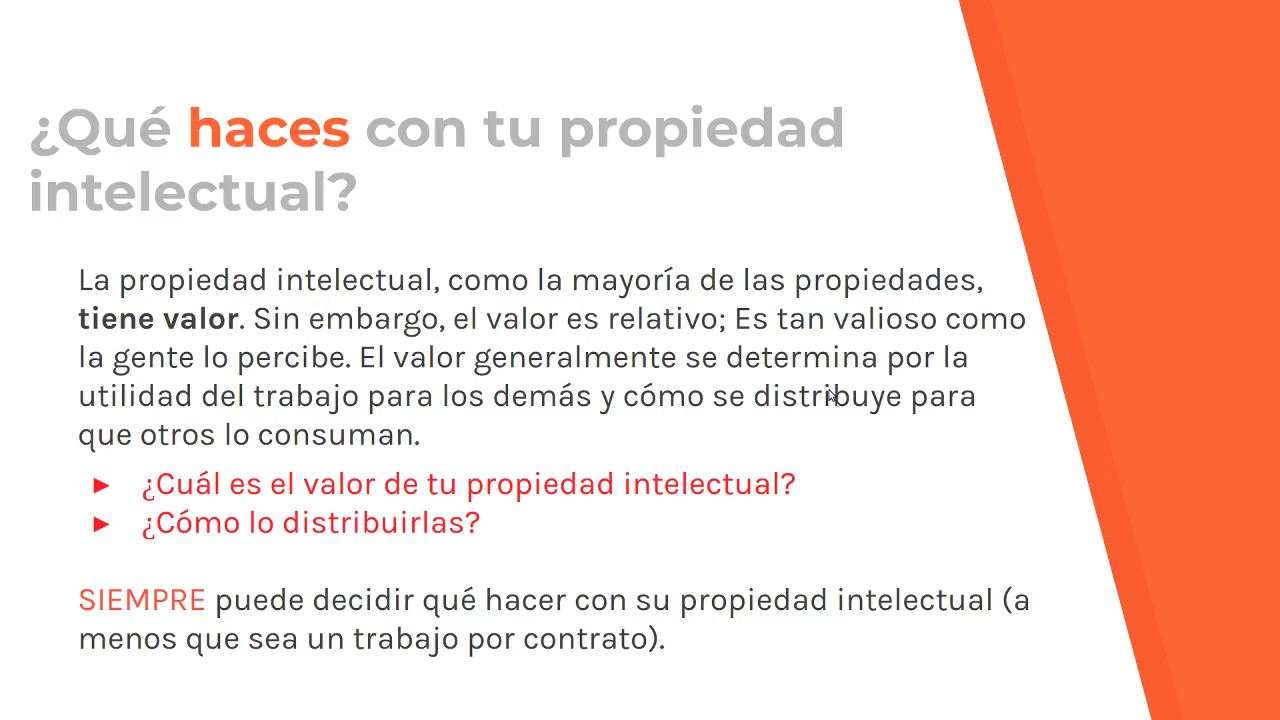 ¿Qué haces con tu propiedad
intelectual?
La propiedad intelectual, como la mayoría de las propiedades,
tiene valor. Sin embargo, el valor es relativo; Es tan valioso como
la gente lo percibe. El valor generalmente se determina por la
utilidad del trabajo para los demás y cómo se distribuye para
que otros lo consuman.
► ¿Cuál es el valor de tu propiedad intelectual?
► ¿Cómo lo distribuirlas?
SIEMPRE puede decidir qué hacer con su propiedad intelectual (a
menos que sea un trabajo por contrato).